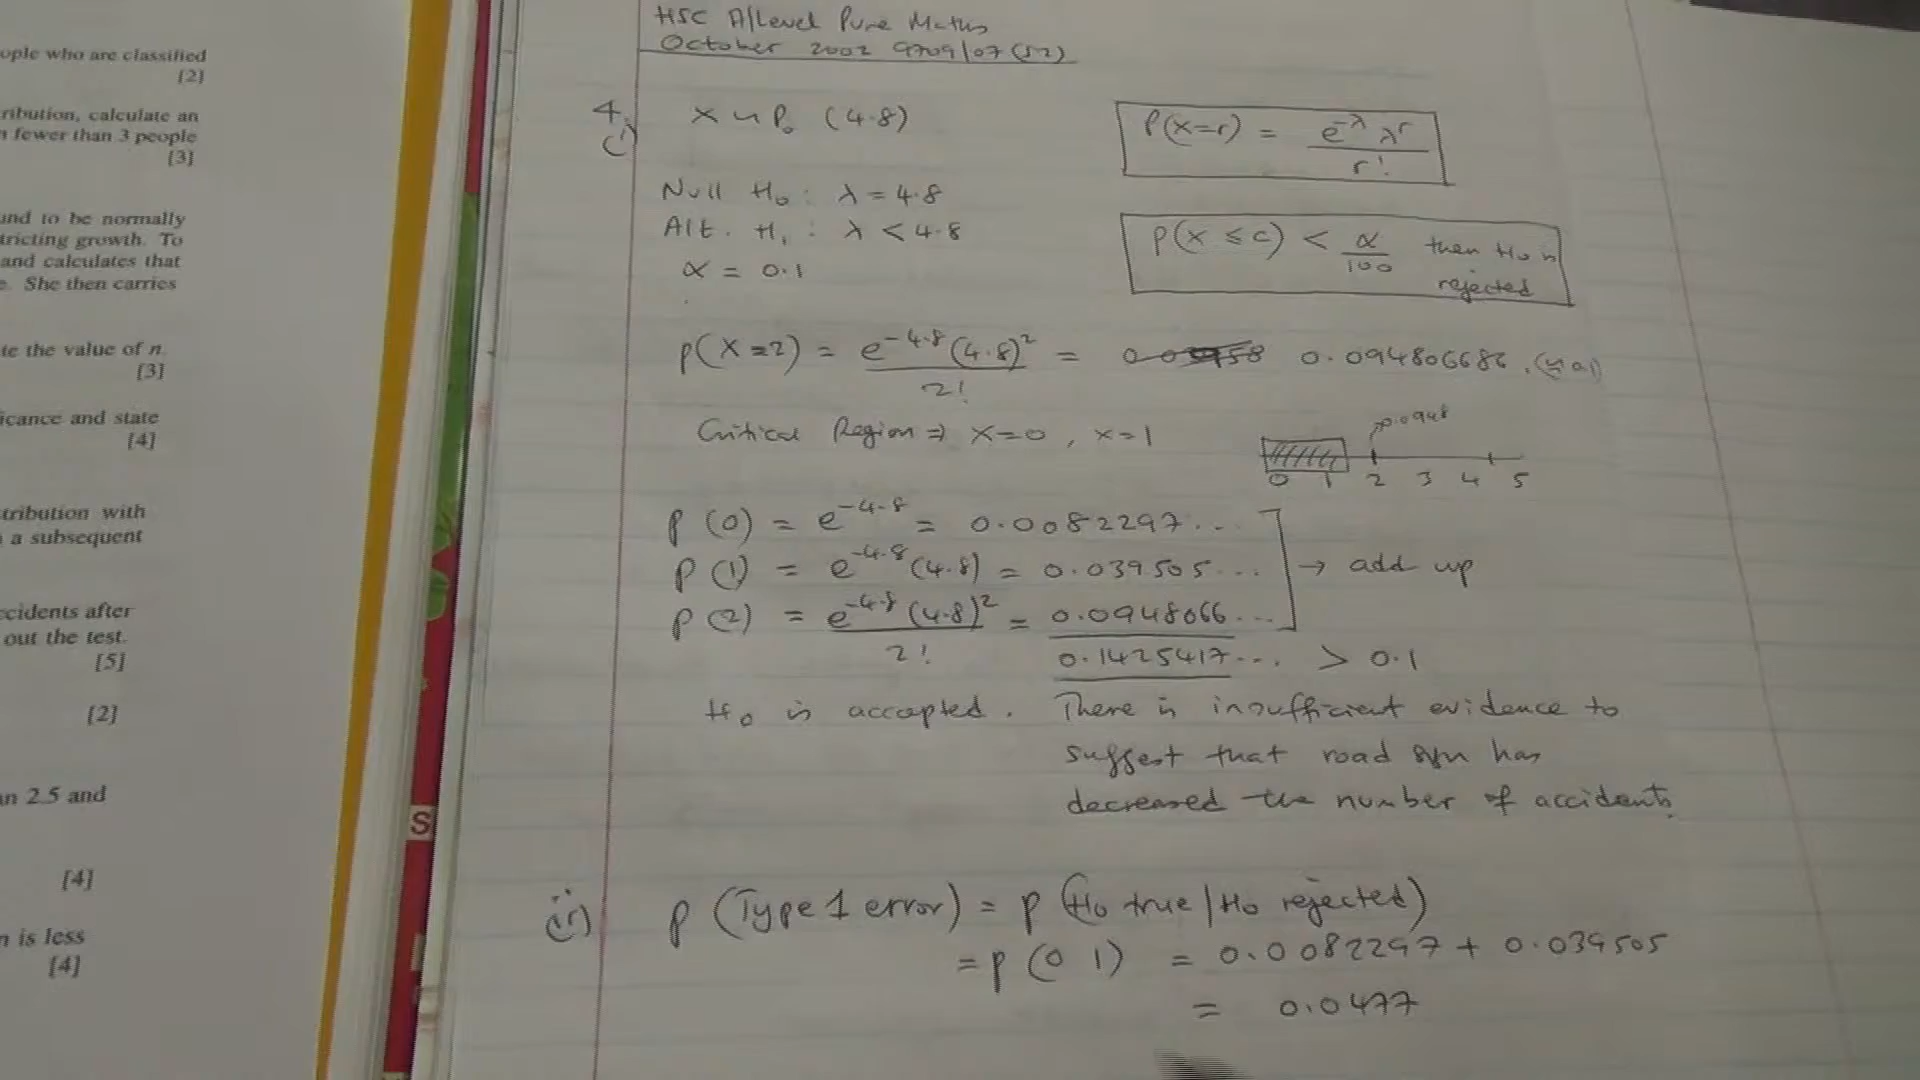 ople who are classified
[2]
ribution, calculate an
n fewer than 3 people
[3]
und to be normally
tricting growth. To
and calculates that
e. She then carries
te the value of n.
[3]
icance and state
[4]
tribution with
a subsequent
ccidents after
out the test.
[5]
[2]
an 2.5 and
[4]
n is less
[4]
S
HSC A/Level Pure Maths
October 2002 9709/07 (S2)
4.
(i)
X ~ Po (4.8)
P(X=r) = e^-λ λ^r / r!
Null H₀ : λ = 4.8
Alt. H₁ : λ < 4.8
α = 0.1
P(X ≤ c) < α/100 then H₀ is
rejected
P(X=2) = e^-4.8 (4.8)² / 2! = 0.094806686.
Critical Region ⇒ X=0, x=1
0.0948
0 1 2 3 4 5
P(0) = e^-4.8 = 0.0082297...
P(1) = e^-4.8 (4.8) = 0.039505... → add up
P(2) = e^-4.8 (4.8)² / 2! = 0.0948066...
0.1425417... > 0.1
H₀ is accepted. There is insufficient evidence to
suggest that road sign has
decreased the number of accidents.
(ii) P (Type 1 error) = P (H₀ true | H₀ rejected)
= P (0 1) = 0.0082297 + 0.039505
= 0.0477